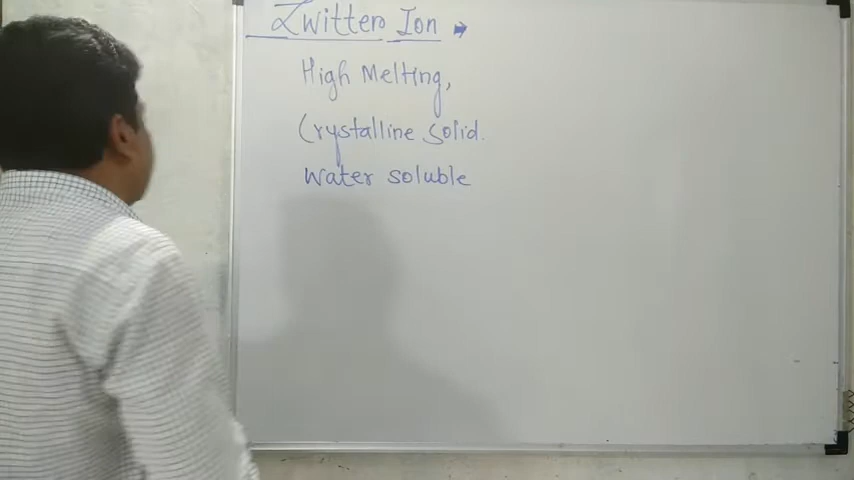 Zwitter Ion →
High Melting,
Crystalline solid.
water soluble